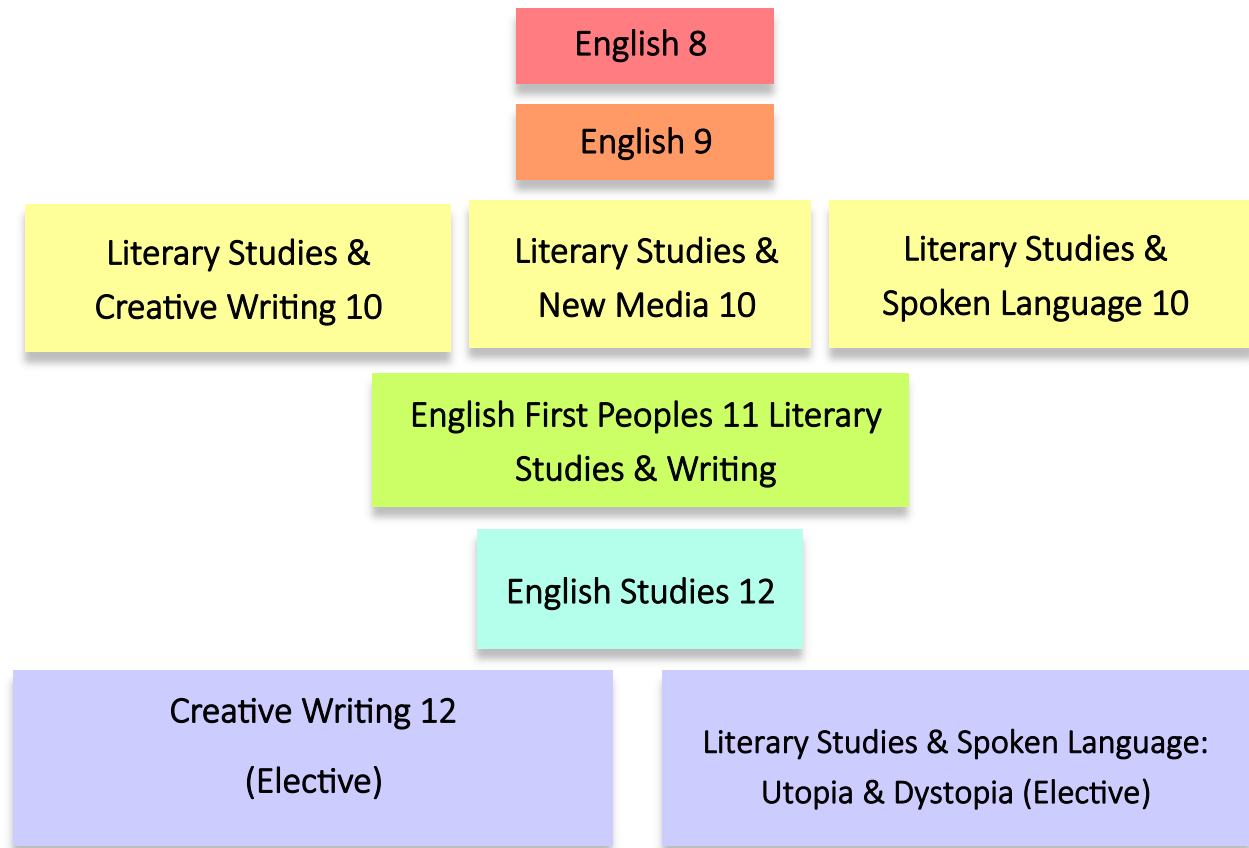 English 8
English 9
Literary Studies &
Creative Writing 10
Literary Studies &
New Media 10
Literary Studies &
Spoken Language 10
English First Peoples 11 Literary
Studies & Writing
English Studies 12
Creative Writing 12
(Elective)
Literary Studies & Spoken Language:
Utopia & Dystopia (Elective)